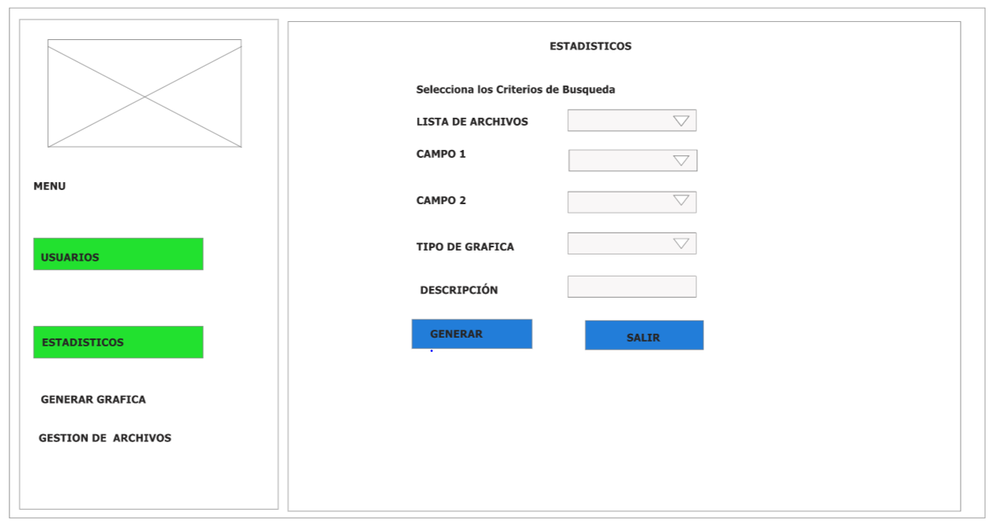 MENU
USUARIOS
ESTADISTICOS
GENERAR GRAFICA
GESTION DE ARCHIVOS
ESTADISTICOS
Selecciona los Criterios de Busqueda
LISTA DE ARCHIVOS
CAMPO 1
CAMPO 2
TIPO DE GRAFICA
DESCRIPCIÓN
GENERAR
SALIR